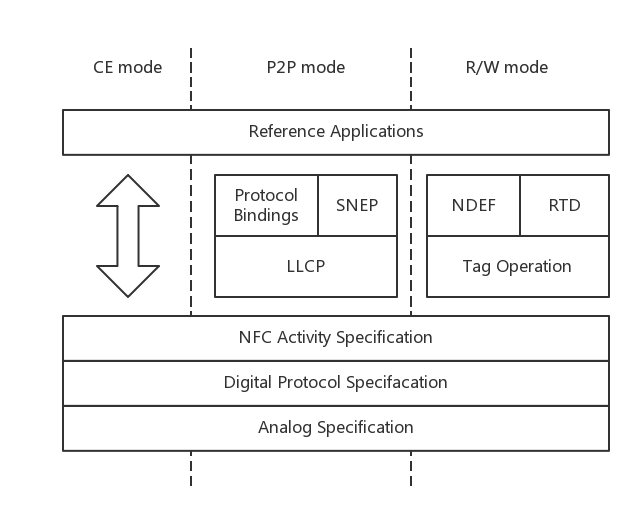 CE mode
P2P mode
R/W mode
Reference Applications
Protocol
Bindings
SNEP
NDEF
RTD
LLCP
Tag Operation
NFC Activity Specification
Digital Protocol Specifacation
Analog Specification